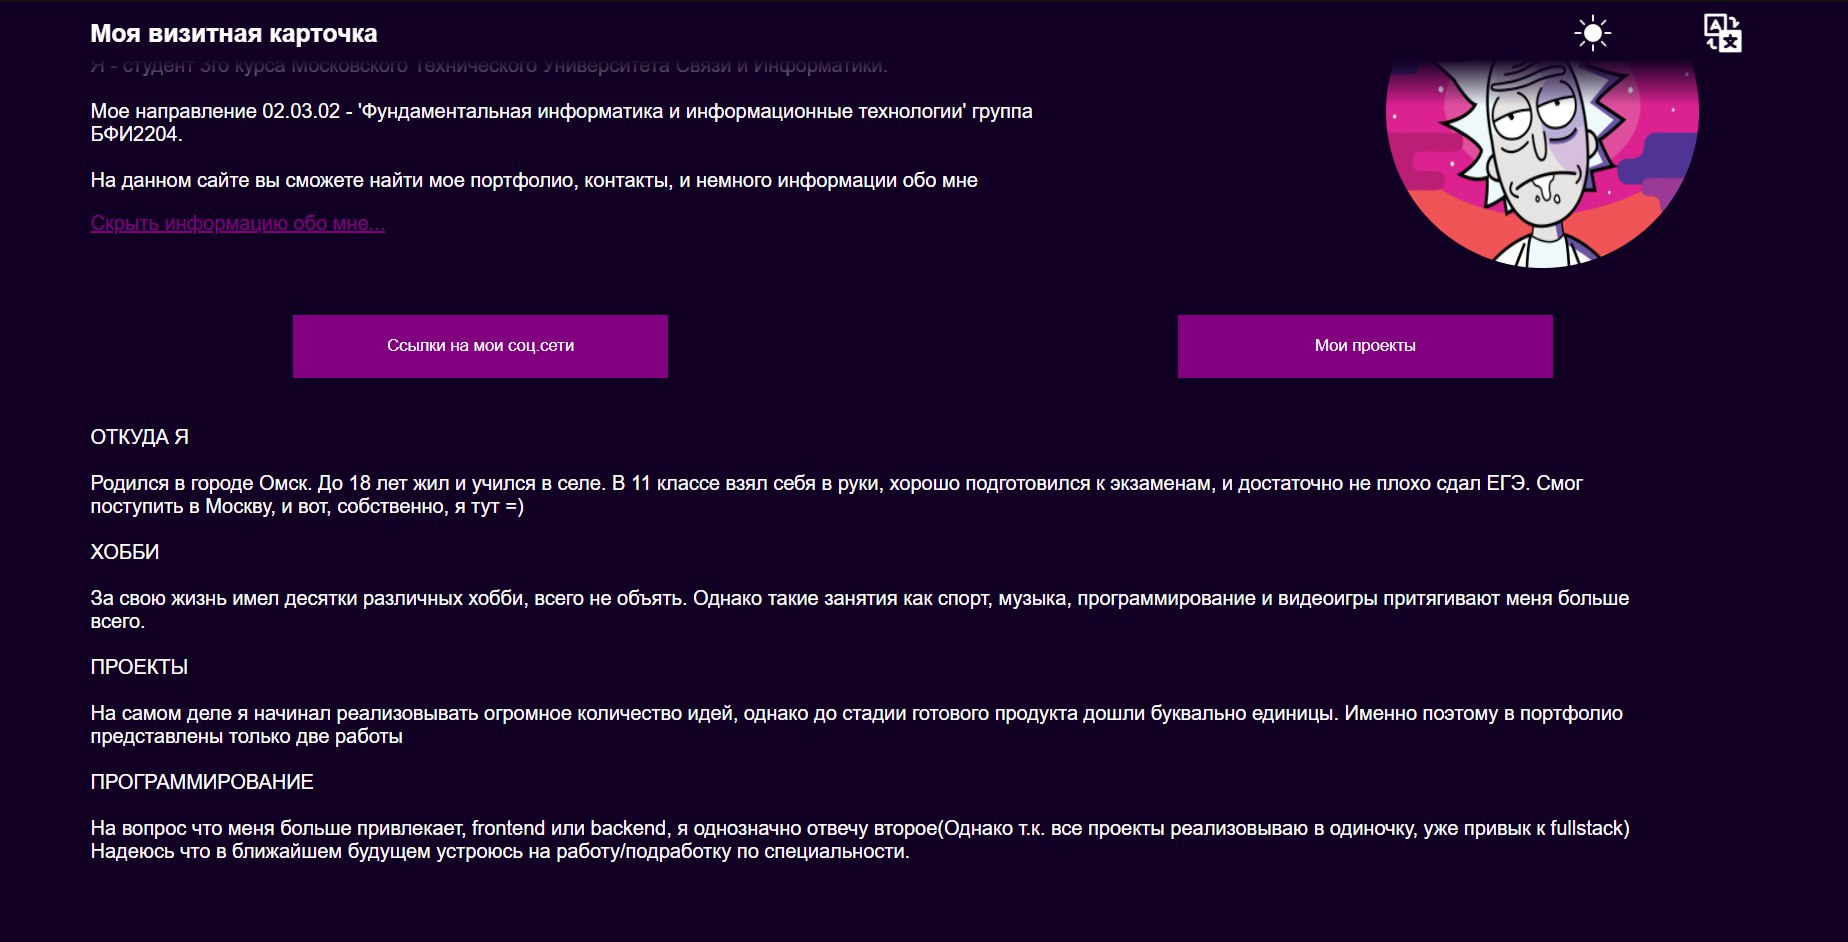 Моя визитная карточка
Я - студент 3го курса Московского Технического Университета Связи и Информатики.
Мое направление 02.03.02 - 'Фундаментальная информатика и информационные технологии' группа
БФИ2204.
На данном сайте вы сможете найти мое портфолио, контакты, и немного информации обо мне
Скрыть информацию обо мне...
Ссылки на мои соц.сети
Мои проекты
ОТКУДА Я
Родился в городе Омск. До 18 лет жил и учился в селе. В 11 классе взял себя в руки, хорошо подготовился к экзаменам, и достаточно не плохо сдал ЕГЭ. Смог
поступить в Москву, и вот, собственно, я тут =)
ХОББИ
За свою жизнь имел десятки различных хобби, всего не объять. Однако такие занятия как спорт, музыка, программирование и видеоигры притягивают меня больше
всего.
ПРОЕКТЫ
На самом деле я начинал реализовывать огромное количество идей, однако до стадии готового продукта дошли буквально единицы. Именно поэтому в портфолио
представлены только две работы
ПРОГРАММИРОВАНИЕ
На вопрос что меня больше привлекает, frontend или backend, я однозначно отвечу второе(Однако т.к. все проекты реализовываю в одиночку, уже привык к fullstack)
Надеюсь что в ближайшем будущем устроюсь на работу/подработку по специальности.